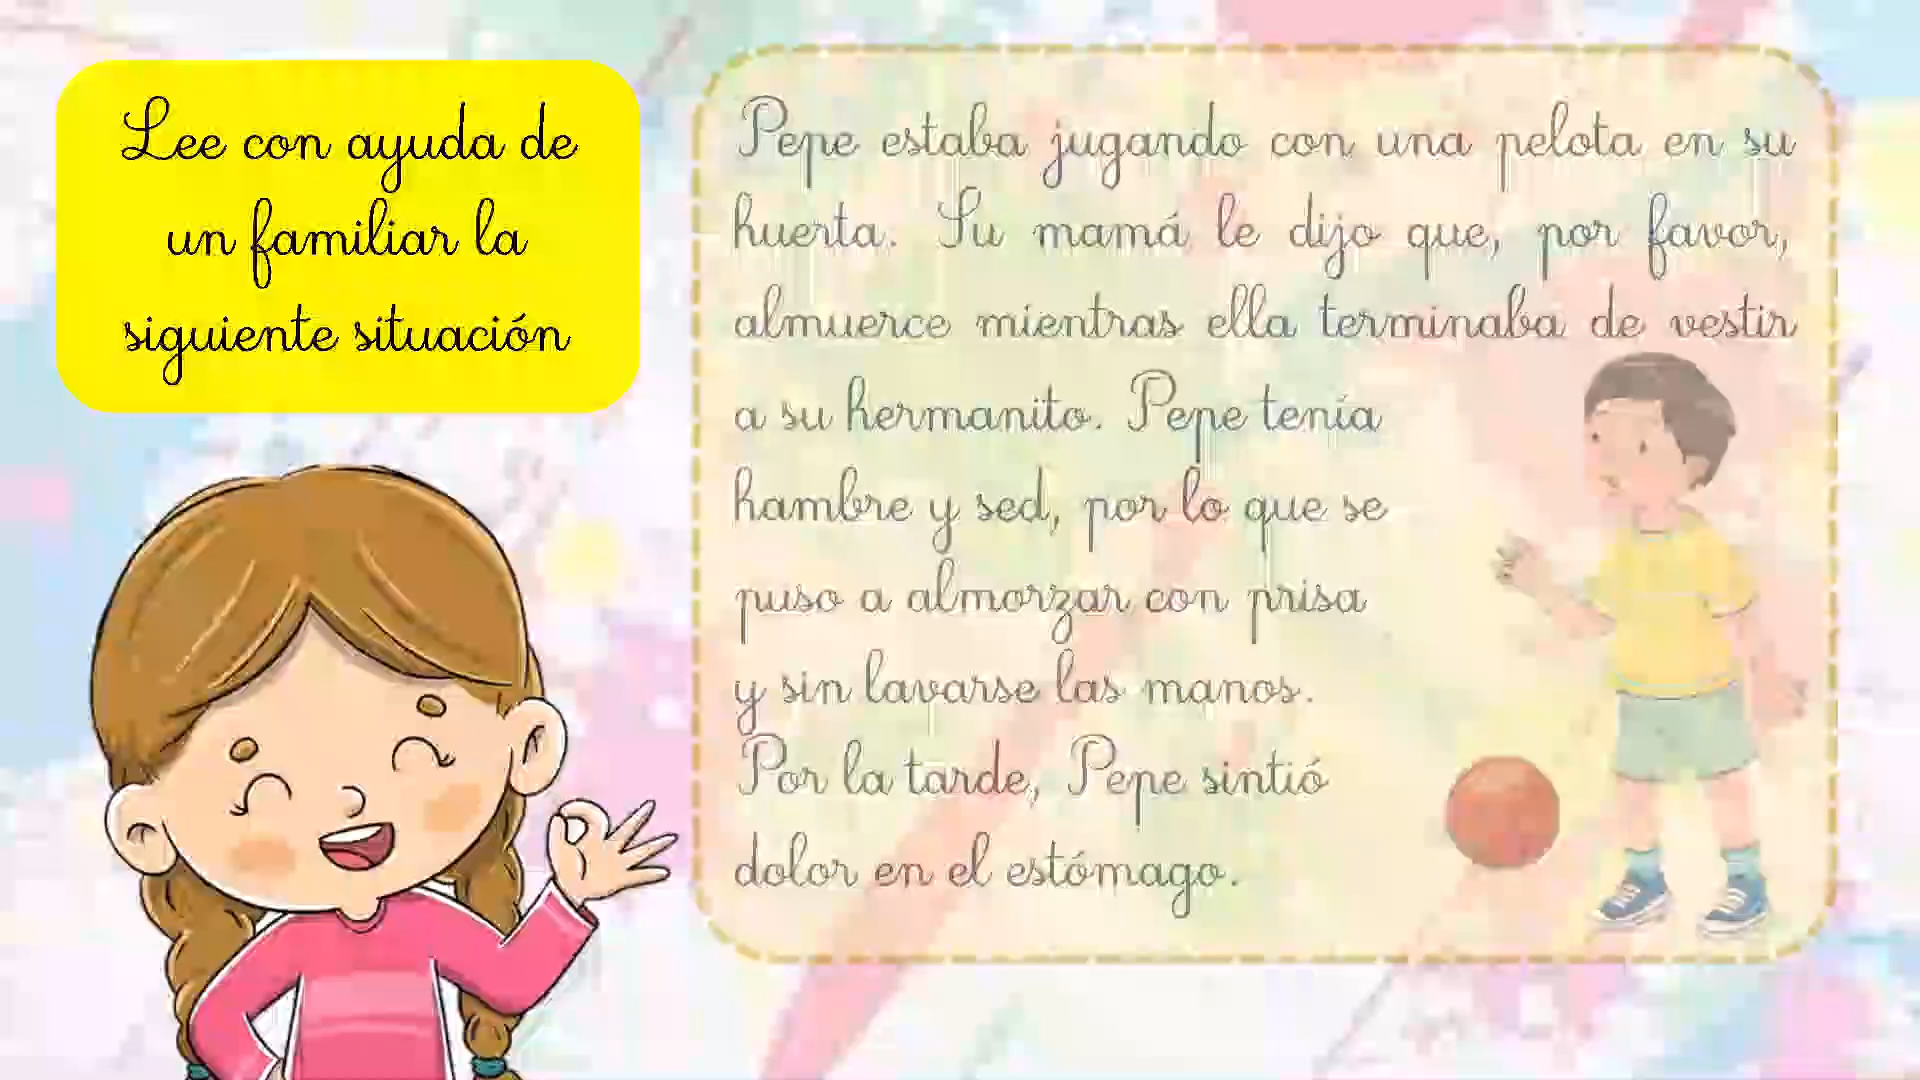 Lee con ayuda de
un familiar la
siguiente situación
Pepe estaba jugando con una pelota en su
huerta. Su mamá le dijo que, por favor,
almuerce mientras ella terminaba de vestir
a su hermanito. Pepe tenía
hambre y sed, por lo que se
puso a almorzar con prisa
y sin lavarse las manos.
Por la tarde, Pepe sintió
dolor en el estómago.